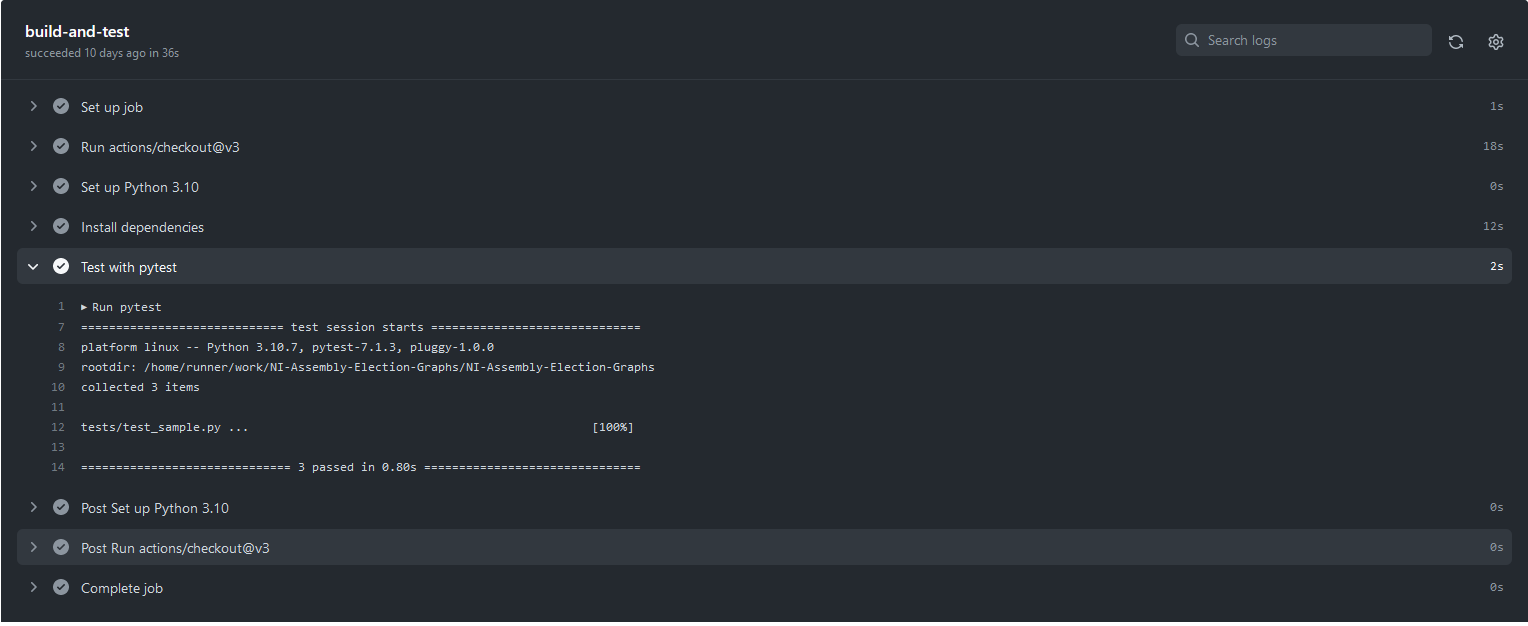 build-and-test
succeeded 10 days ago in 36s
Search logs
Set up job 1s
Run actions/checkout@v3 18s
Set up Python 3.10 0s
Install dependencies 12s
Test with pytest 2s
1 ▶ Run pytest
7 ============================= test session starts ==============================
8 platform linux -- Python 3.10.7, pytest-7.1.3, pluggy-1.0.0
9 rootdir: /home/runner/work/NI-Assembly-Election-Graphs/NI-Assembly-Election-Graphs
10 collected 3 items
11
12 tests/test_sample.py ... [100%]
13
14 ============================== 3 passed in 0.80s ===============================
Post Set up Python 3.10 0s
Post Run actions/checkout@v3 0s
Complete job 0s